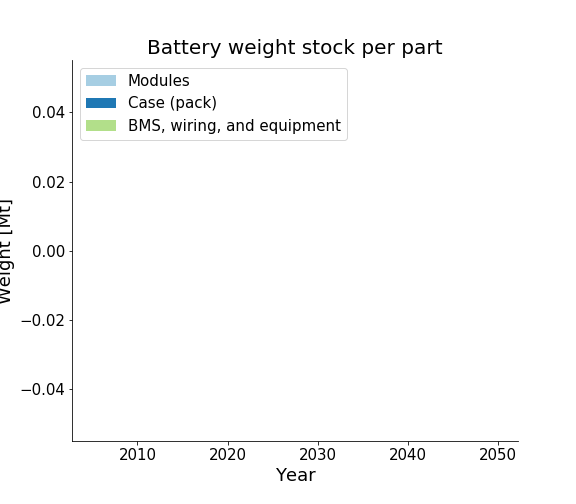 Battery weight stock per part
Modules
Case (pack)
BMS, wiring, and equipment
Weight [Mt]
0.04
0.02
0.00
−0.02
−0.04
2010 2020 2030 2040 2050
Year